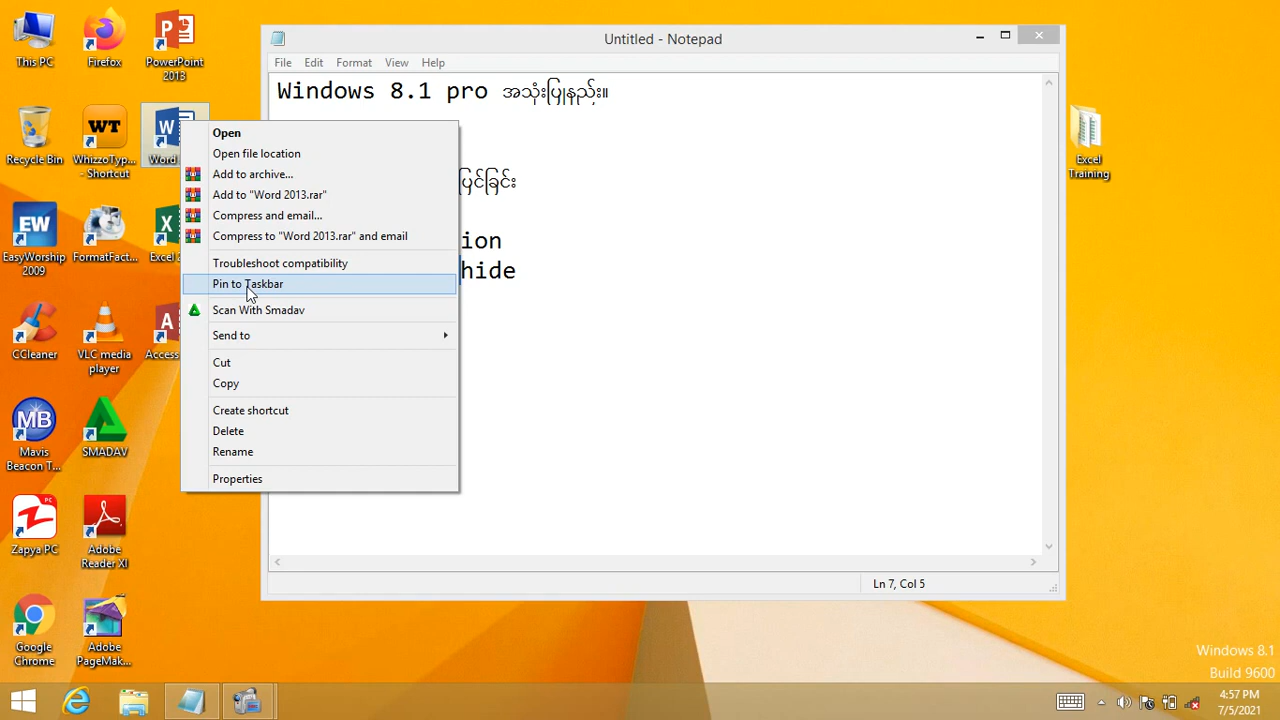 This PC
Firefox
PowerPoint
2013
Recycle Bin
WT
WhizzoTyp...
- Shortcut
Word
EW
EasyWorship
2009
FormatFact...
Excel 2
CCleaner
VLC media
player
Access
MB
Mavis
Beacon T...
SMADAV
PC
Zapya PC
Adobe
Reader XI
Google
Chrome
Adobe
PageMak...
Untitled - Notepad
File Edit Format View Help
Windows 8.1 pro အသုံးပြုနည်း။
ပြင်ခြင်း
ion
hide
Ln 7, Col 5
Open
Open file location
Add to archive...
Add to "Word 2013.rar"
Compress and email...
Compress to "Word 2013.rar" and email
Troubleshoot compatibility
Pin to Taskbar
Scan With Smadav
Send to
Cut
Copy
Create shortcut
Delete
Rename
Properties
Excel
Training
Windows 8.1
Build 9600
4:57 PM
7/5/2021